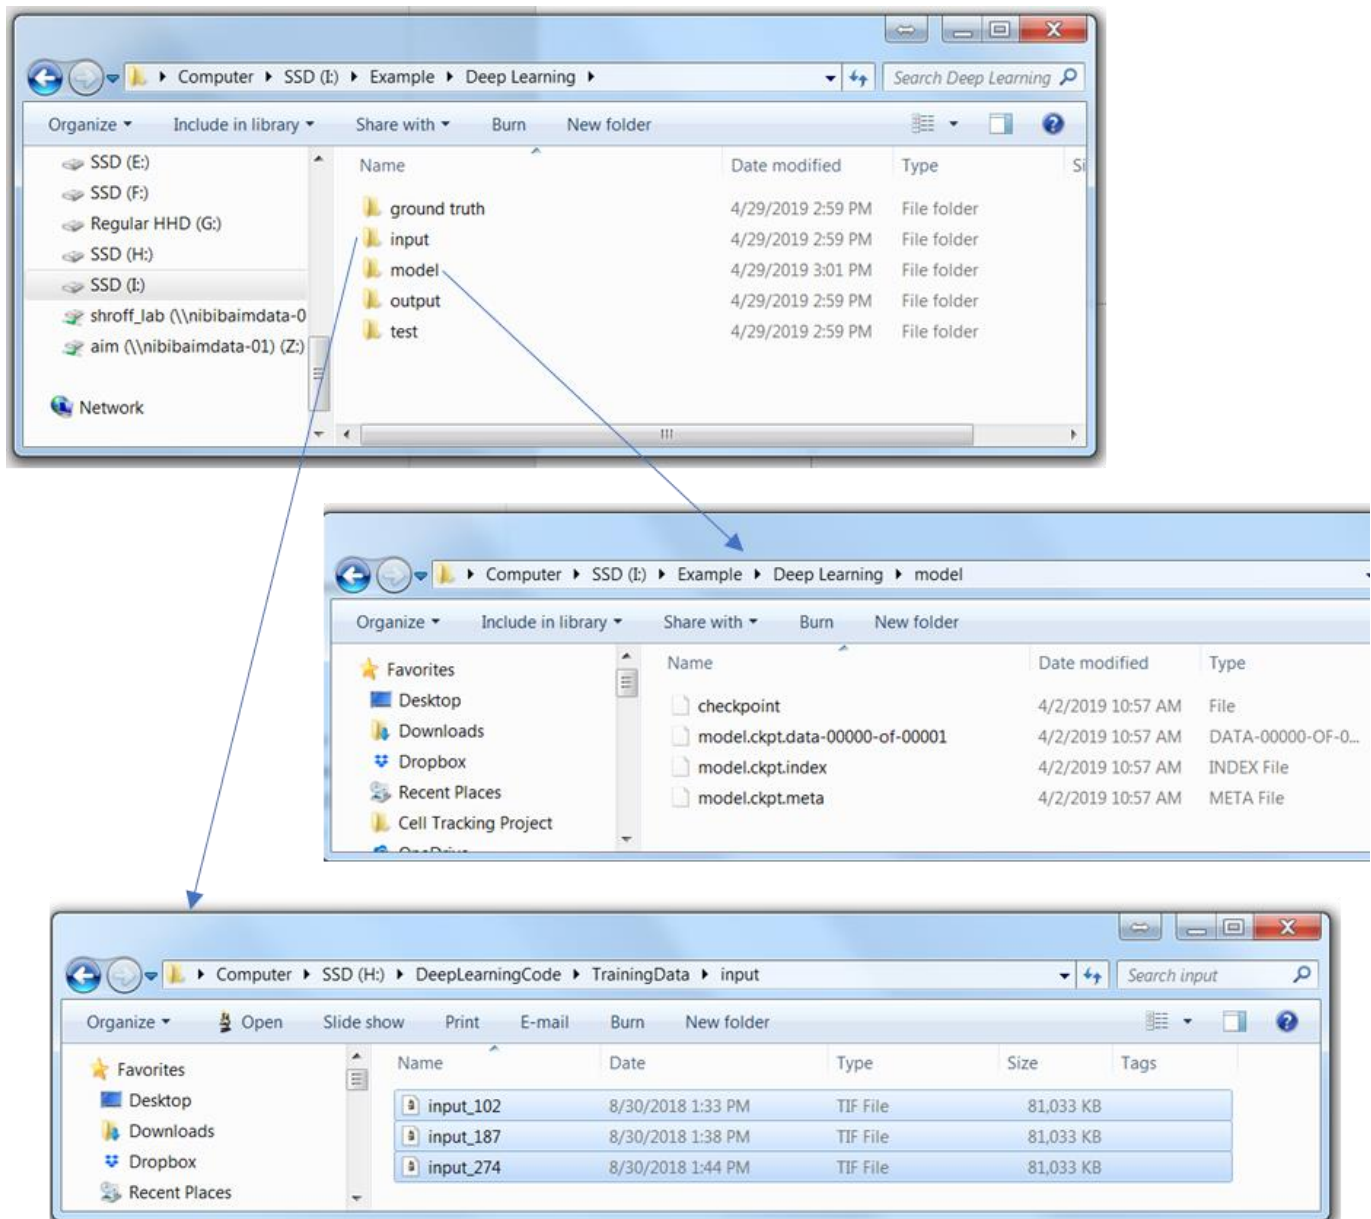 Computer SSD (I:) Example Deep Learning Search Deep Learning
Organize Include in library Share with Burn New folder
SSD (E:)
SSD (F:)
Regular HHD (G:)
SSD (H:)
SSD (I:)
shroff_lab (\\nibibaimdata-0
aim (\\nibibaimdata-01) (Z:)
Network
Name Date modified Type Si
ground truth 4/29/2019 2:59 PM File folder
input 4/29/2019 2:59 PM File folder
model 4/29/2019 3:01 PM File folder
output 4/29/2019 2:59 PM File folder
test 4/29/2019 2:59 PM File folder
Computer SSD (I:) Example Deep Learning model
Organize Include in library Share with Burn New folder
Favorites
Desktop
Downloads
Dropbox
Recent Places
Cell Tracking Project
OneDrive
Name Date modified Type
checkpoint 4/2/2019 10:57 AM File
model.ckpt.data-00000-of-00001 4/2/2019 10:57 AM DATA-00000-OF-0...
model.ckpt.index 4/2/2019 10:57 AM INDEX File
model.ckpt.meta 4/2/2019 10:57 AM META File
Computer SSD (H:) DeepLearningCode TrainingData input Search input
Organize Open Slide show Print E-mail Burn New folder
Favorites
Desktop
Downloads
Dropbox
Recent Places
Name Date Type Size Tags
input_102 8/30/2018 1:33 PM TIF File 81,033 KB
input_187 8/30/2018 1:38 PM TIF File 81,033 KB
input_274 8/30/2018 1:44 PM TIF File 81,033 KB